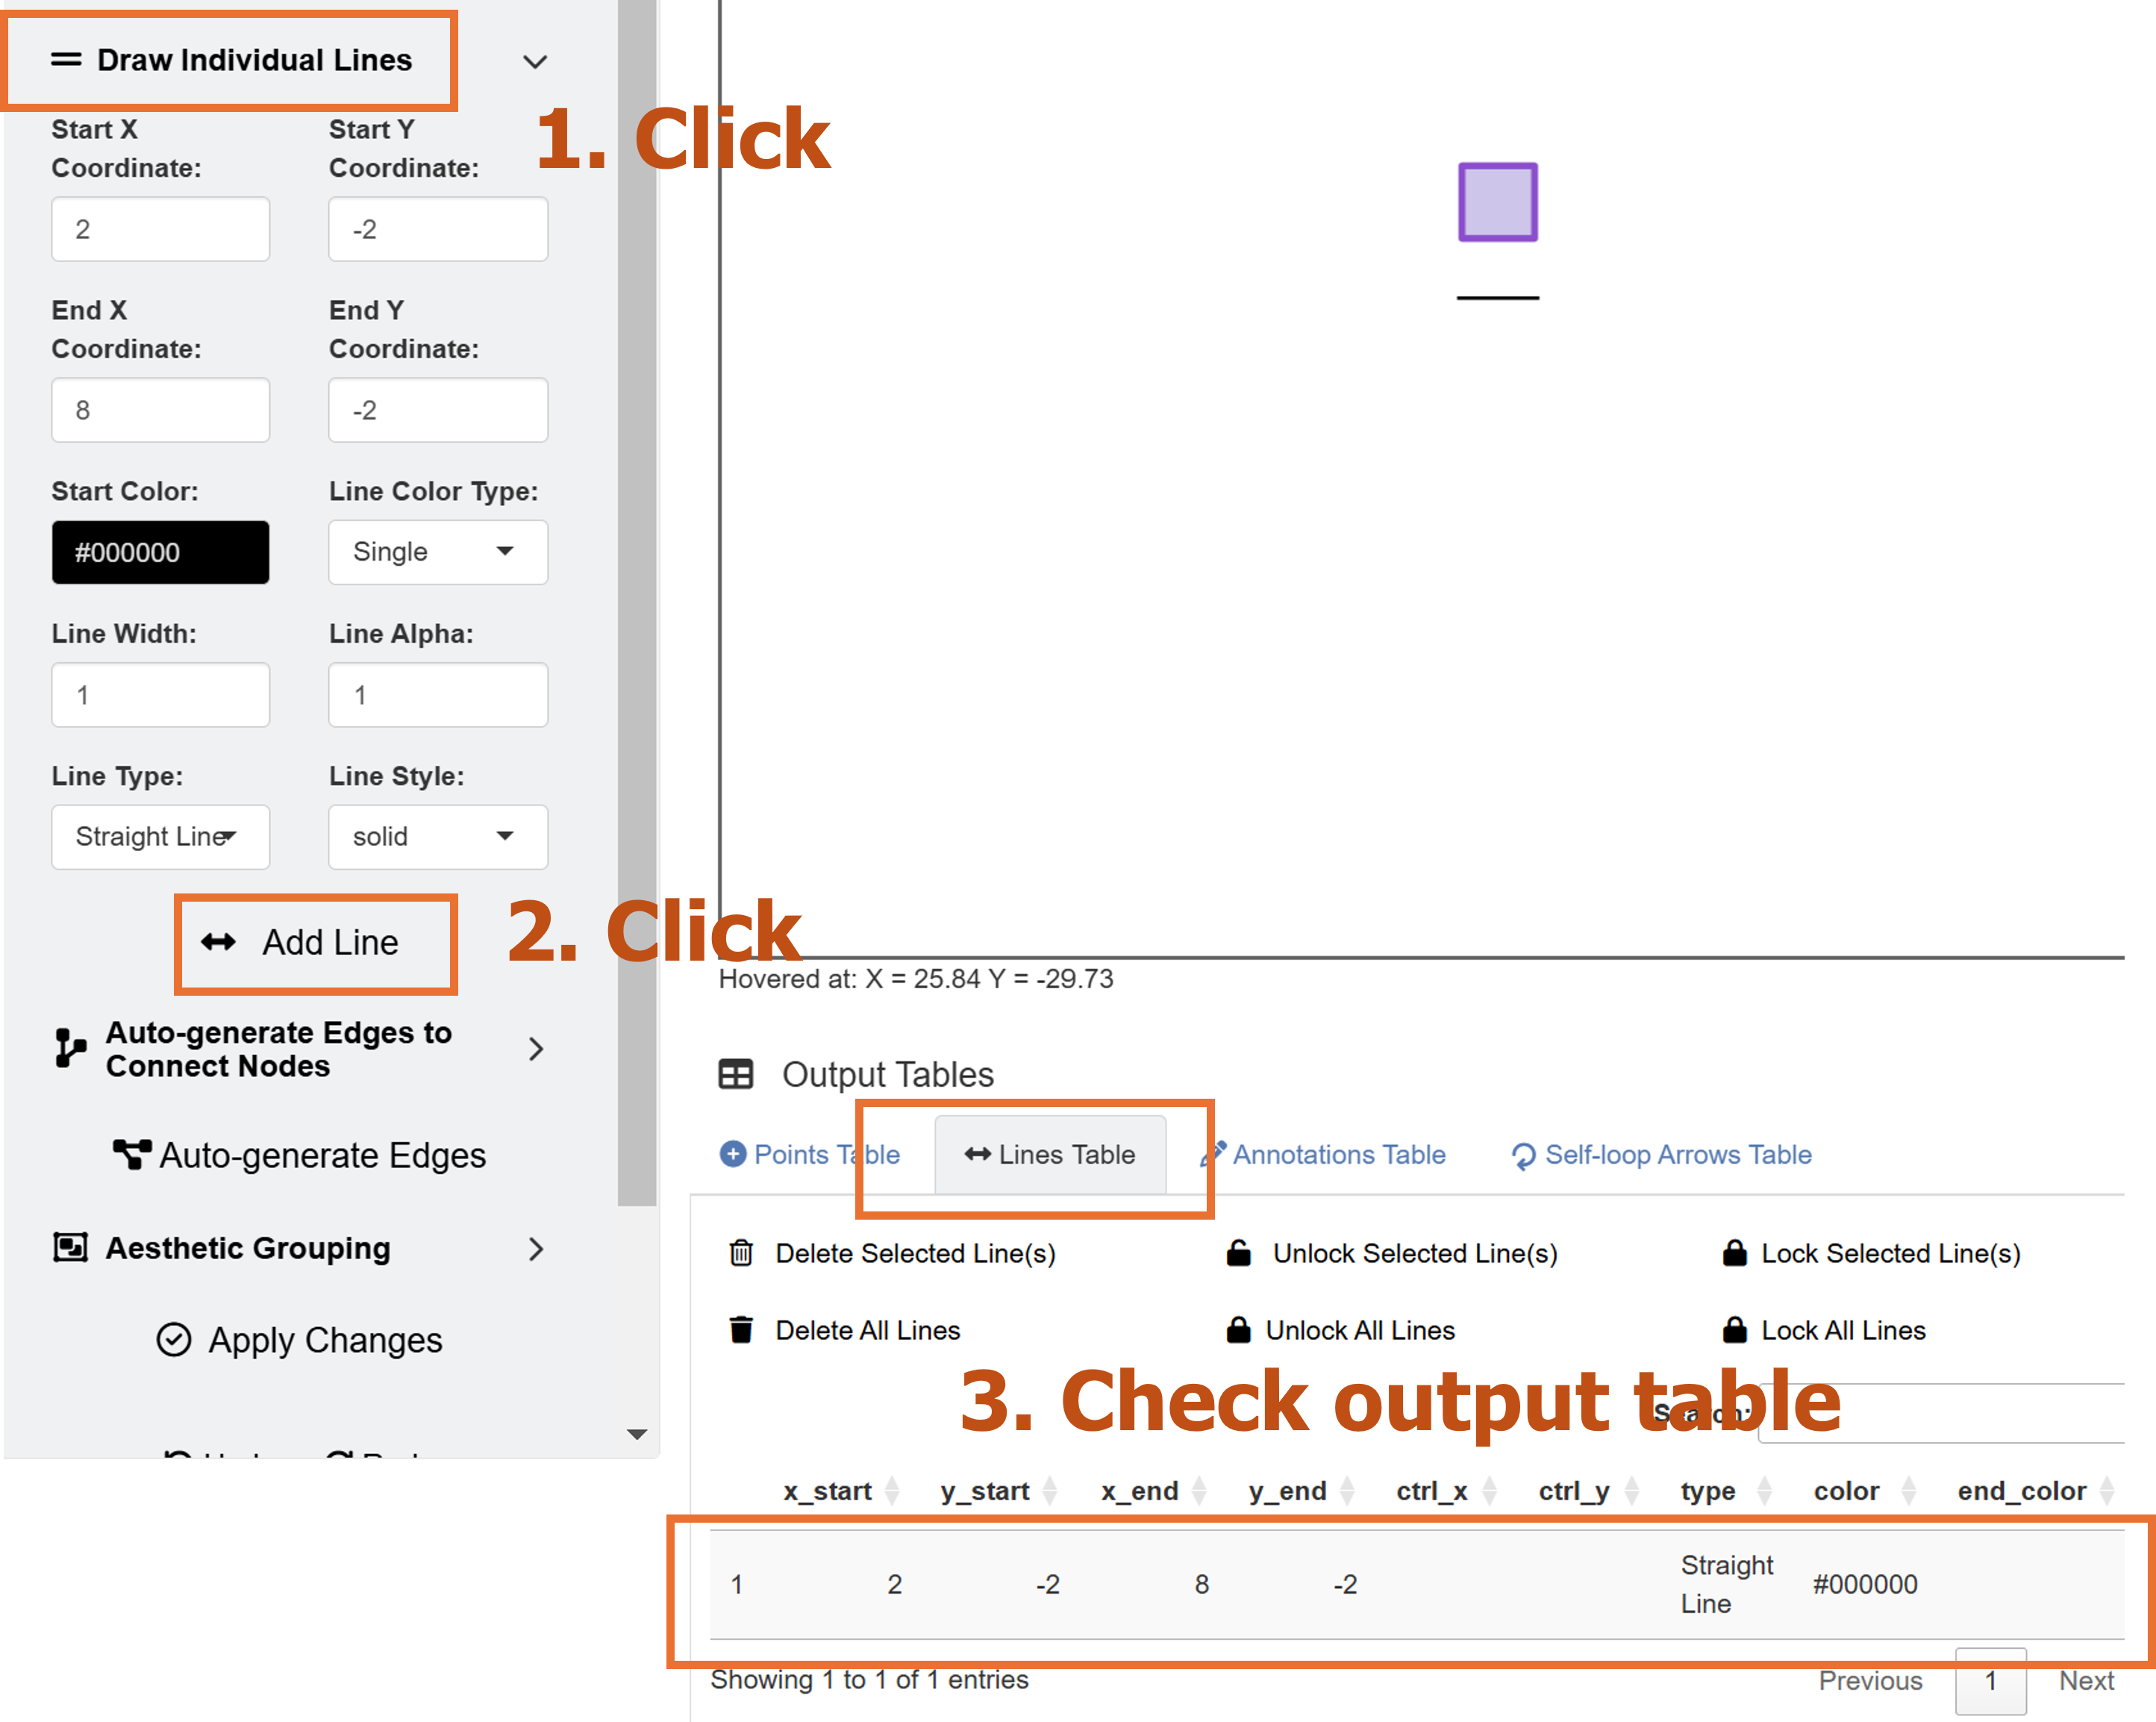 Draw Individual Lines
1. Click
Start X
Coordinate:
Start Y
Coordinate:
2
-2
End X
Coordinate:
End Y
Coordinate:
8
-2
Start Color:
Line Color Type:
#000000
Single
Line Width:
Line Alpha:
1
1
Line Type:
Line Style:
Straight Line
solid
Add Line
2. Click
Auto-generate Edges to
Connect Nodes
Auto-generate Edges
Aesthetic Grouping
Apply Changes
Hovered at: X = 25.84 Y = -29.73
Output Tables
Points Table
Lines Table
Annotations Table
Self-loop Arrows Table
Delete Selected Line(s)
Unlock Selected Line(s)
Lock Selected Line(s)
Delete All Lines
Unlock All Lines
Lock All Lines
3. Check output table
Search:
x_start y_start x_end y_end ctrl_x ctrl_y type color end_color
1 2 -2 8 -2 Straight
Line #000000
Showing 1 to 1 of 1 entries
Previous 1 Next